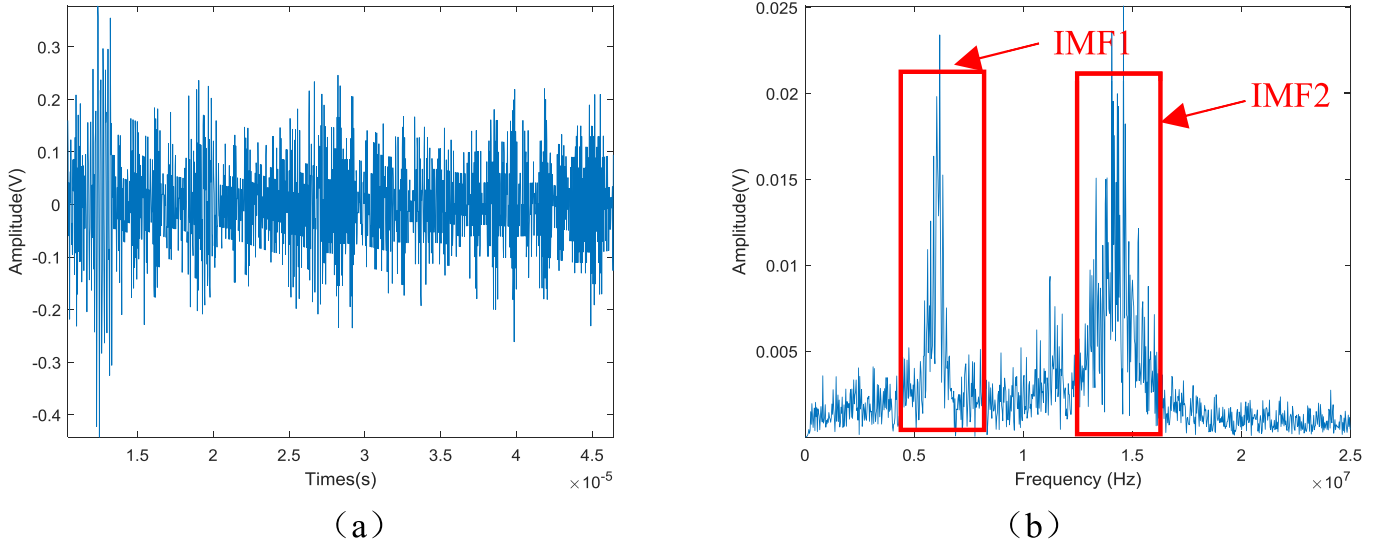 (a)
0.3
0.2
0.1
0
-0.1
-0.2
-0.3
-0.4
Amplitude(V)
1.5 2 2.5 3 3.5 4 4.5
Times(s)
×10-5
(a)
(b)
0.025
0.02
0.015
0.01
0.005
Amplitude(V)
IMF1
IMF2
0 0.5 1 1.5 2 2.5
Frequency (Hz)
×10⁷
(b)